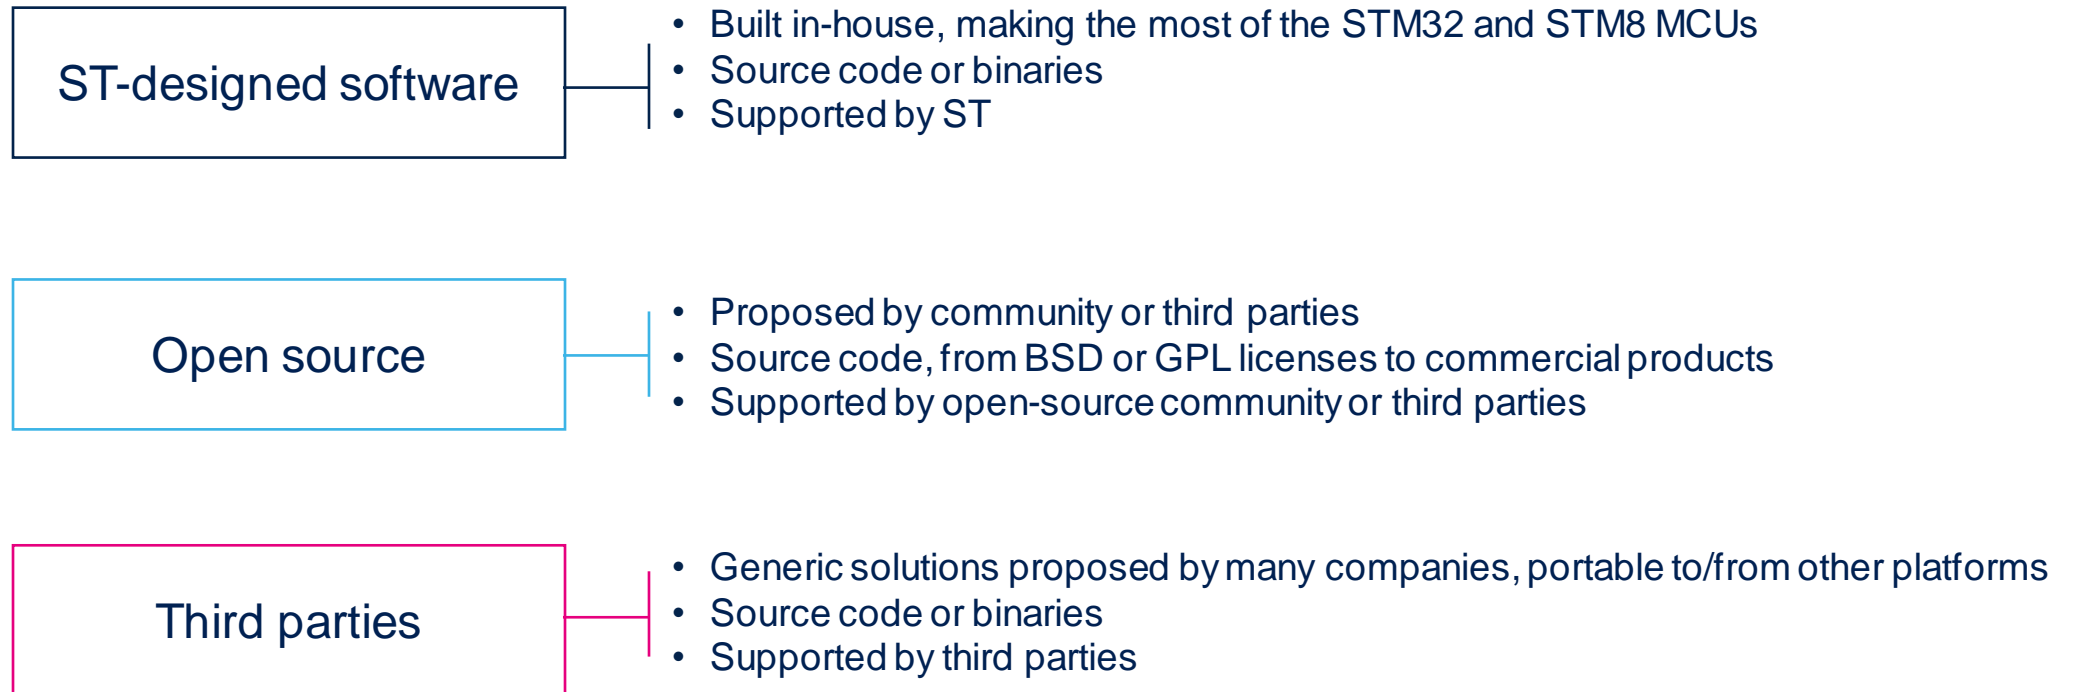 ST-designed software
• Built in-house, making the most of the STM32 and STM8 MCUs
• Source code or binaries
• Supported by ST
Open source
• Proposed by community or third parties
• Source code, from BSD or GPL licenses to commercial products
• Supported by open-source community or third parties
Third parties
• Generic solutions proposed by many companies, portable to/from other platforms
• Source code or binaries
• Supported by third parties